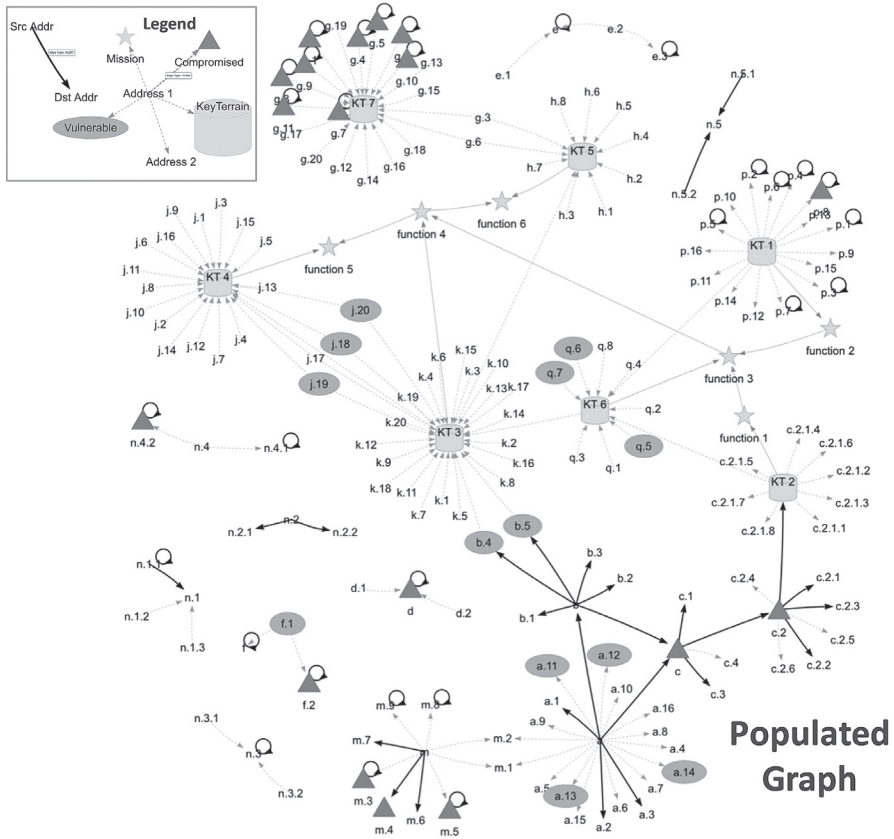 Legend
Src Addr
Mission
Compromised
Dst Addr
Address 1
KeyTerrain
Vulnerable
Address 2
g.19
g.5
g.4
g.13
g.9
g.10
g.15
KT 7
g.11
g.17
g.7
g.3
g.6
g.18
g.20
g.12
g.16
g.14
e
e.2
e.3
e.1
h.6
h.8
h.5
KT 5
h.4
h.7
h.2
h.3
h.1
n.5.1
n.5
n.5.2
p.2
p.4
p.6
p.10
p.5
p.1
KT 1
p.16
p.9
p.15
p.11
p.3
p.14
p.12
p.7
j.3
j.9
j.1
j.15
j.16
j.6
j.5
j.11
KT 4
j.8
j.13
j.10
j.2
j.4
j.14
j.12
j.7
function 4
function 6
function 5
function 2
function 3
function 1
j.20
j.18
j.17
j.19
k.6
k.15
k.10
k.3
k.4
k.13
k.17
k.19
k.14
k.20
KT 3
k.12
k.2
k.9
k.16
k.18
k.11
k.8
k.1
k.7
k.5
q.6
q.8
q.7
q.4
KT 6
q.2
q.5
q.3
q.1
c.2.1.4
c.2.1.6
c.2.1.5
c.2.1.2
KT 2
c.2.1.7
c.2.1.3
c.2.1.8
c.2.1.1
n.4.2
n.4
n.4.1
n.2
n.2.1
n.2.2
b.4
b.5
b.3
b.2
b.1
n.1
n.1.2
n.1.3
d.1
d
d.2
f.1
f.2
c.1
c.2.4
c.2.1
c.2.3
c.2
c.2.5
c.2.6
c.2.2
c
c.4
c.3
a.11
a.12
a.10
a.1
a.16
a.9
a.8
a
a.4
a.14
a.5
a.13
a.7
a.6
a.15
a.2
a.3
n.3.1
n.3
n.3.2
m.9
m.8
m.7
m
m.2
m.1
m.3
m.4
m.6
m.5
Populated
Graph